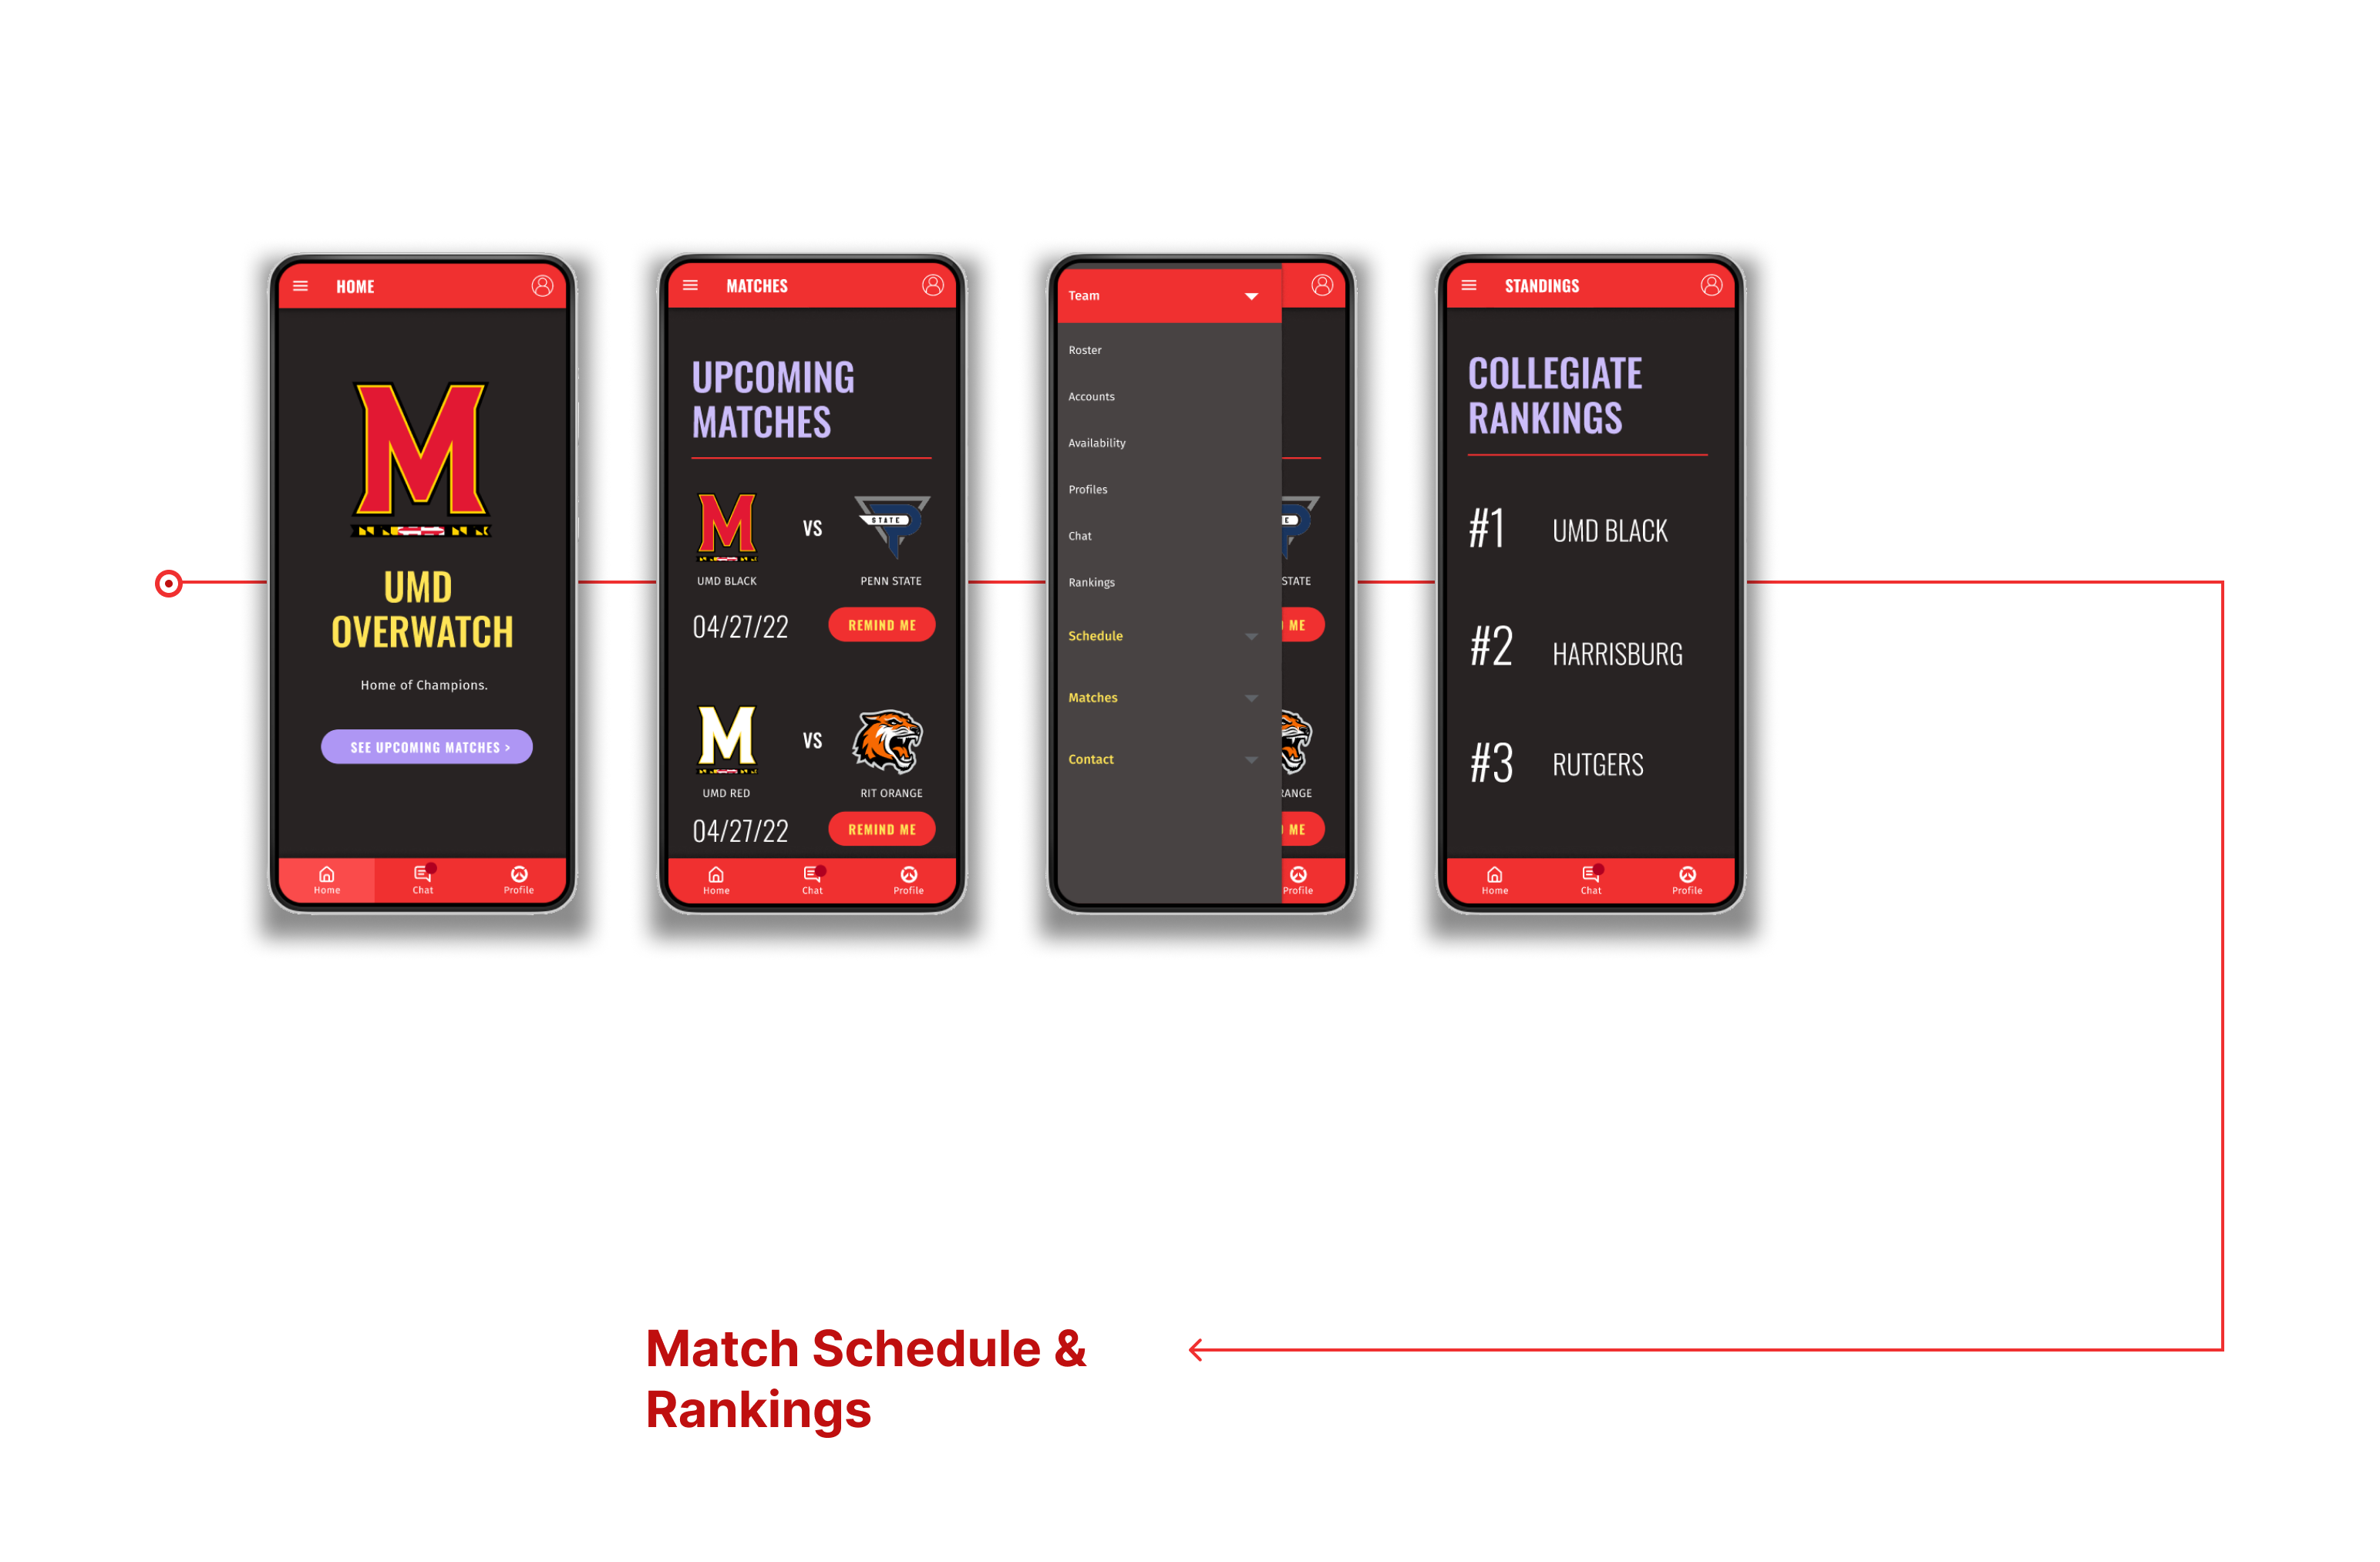 HOME
M
UMD
OVERWATCH
Home of Champions.
SEE UPCOMING MATCHES >
Home
Chat
Profile
MATCHES
UPCOMING
MATCHES
M
VS
STATE
P
UMD BLACK
PENN STATE
04/27/22
REMIND ME
M
VS
UMD RED
RIT ORANGE
04/27/22
REMIND ME
Home
Chat
Profile
Team
Roster
Accounts
Availability
Profiles
Chat
Rankings
Schedule
Matches
Contact
E
P
STATE
ME
RANGE
ME
Profile
STANDINGS
COLLEGIATE
RANKINGS
#1 UMD BLACK
#2 HARRISBURG
#3 RUTGERS
Home
Chat
Profile
Match Schedule &
Rankings